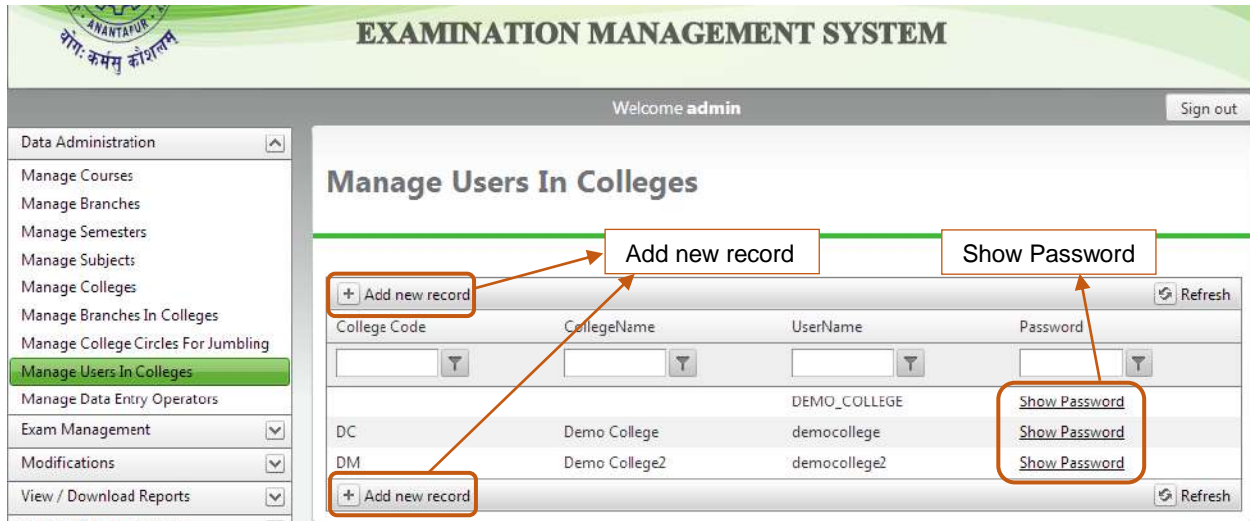 ANANTAPUR
योग: कर्मसु कौशलम्
EXAMINATION MANAGEMENT SYSTEM
Welcome admin
Sign out
Data Administration
Manage Courses
Manage Branches
Manage Semesters
Manage Subjects
Manage Colleges
Manage Branches In Colleges
Manage College Circles For Jumbling
Manage Users In Colleges
Manage Data Entry Operators
Exam Management
Modifications
View / Download Reports
Manage Users In Colleges
Add new record
Show Password
Add new record
Refresh
College Code CollegeName UserName Password
DEMO_COLLEGE Show Password
DC Demo College democollege Show Password
DM Demo College2 democollege2 Show Password
Add new record
Refresh